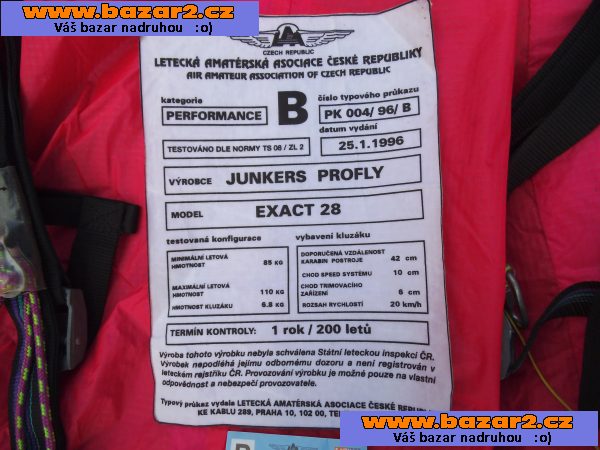 www.bazar2.cz
Váš bazar nadruhou :o)
CZECH REPUBLIC
LETECKÁ AMATÉRSKÁ ASOCIACE ČESKÉ REPUBLIKY
AIR AMATEUR ASSOCIATION OF CZECH REPUBLIC
kategorie
PERFORMANCE
B
číslo typového průkazu
PK 004/ 96/ B
datum vydání
25.1.1996
TESTOVÁNO DLE NORMY TS 08 / ZL 2
VÝROBCE JUNKERS PROFLY
MODEL EXACT 28
testovaná konfigurace
MINIMÁLNÍ LETOVÁ
HMOTNOST 85 KG
MAXIMÁLNÍ LETOVÁ
HMOTNOST 110 KG
HMOTNOST KLUZÁKU 6.8 KG
vybavení kluzáku
DOPORUČENÁ VZDÁLENOST
KARABIN POSTROJE 42 cm
CHOD SPEED SYSTÉMU 10 cm
CHOD TRIMOVACÍHO
ZAŘÍZENÍ 6 cm
ROZSAH RYCHLOSTÍ 20 km/h
TERMÍN KONTROLY: 1 rok / 200 letů
Výroba tohoto výrobku nebyla schválena Státní leteckou inspekcí ČR.
Výrobek nepodléhá jejímu odbornému dozoru a není registrován v
leteckém rejstříku ČR. Provozování výrobku je možné pouze na vlastní
odpovědnost a nebezpečí provozovatele.
Typový průkaz vydala LETECKÁ AMATÉRSKÁ ASOCIACE ČESKÉ
KE KABLU 289, PRAHA 10, 102 00,
www.bazar2.cz
Váš bazar nadruhou :o)